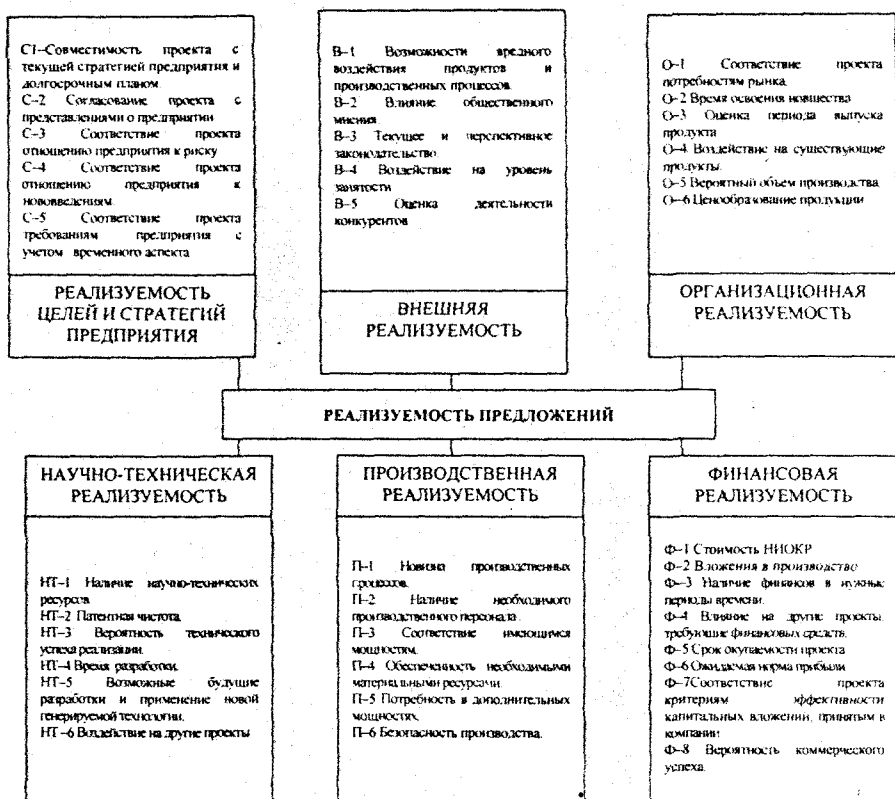 С1–Совместимость проекта с
текущей стратегией предприятия и
долгосрочным планом.
С–2 Согласование проекта с
представлениями о предприятии
С–3 Соответствие проекта
отношению предприятия к риску
С–4 Соответствие проекта
отношению предприятия к
нововведениям.
С–5 Соответствие проекта
требованиям предприятия с
учетом временного аспекта
РЕАЛИЗУЕМОСТЬ
ЦЕЛЕЙ И СТРАТЕГИЙ
ПРЕДПРИЯТИЯ
В–1 Возможности вредного
воздействия продуктов и
производственных процессов.
В–2 Влияние общественного
мнения.
В–3 Текущее и перспективное
законодательство.
В–4 Воздействие на уровень
занятости
В–5 Оценка деятельности
конкурентов
ВНЕШНЯЯ
РЕАЛИЗУЕМОСТЬ
О–1 Соответствие проекта
потребностям рынка.
О–2 Время освоения новшества
О–3 Оценка периода выпуска
продукта
О–4 Воздействие на существующие
продукты.
О–5 Вероятный объем производства.
О–6 Ценообразование продукции
ОРГАНИЗАЦИОННАЯ
РЕАЛИЗУЕМОСТЬ
РЕАЛИЗУЕМОСТЬ ПРЕДЛОЖЕНИЙ
НАУЧНО-ТЕХНИЧЕСКАЯ
РЕАЛИЗУЕМОСТЬ
НТ–1 Наличие научно-технических
ресурсов
НТ–2 Патентная чистота.
НТ–3 Вероятность технического
успеха реализации.
НТ–4 Время разработки.
НТ–5 Возможные будущие
разработки и применение новой
генерируемой технологии.
НТ–6 Воздействие на другие проекты
ПРОИЗВОДСТВЕННАЯ
РЕАЛИЗУЕМОСТЬ
П–1 Новизна производственных
процессов.
П–2 Наличие необходимого
производственного персонала.
П–3 Соответствие имеющимся
мощностям.
П–4 Обеспеченность необходимыми
материальными ресурсами.
П–5 Потребность в дополнительных
мощностях.
П–6 Безопасность производства.
ФИНАНСОВАЯ
РЕАЛИЗУЕМОСТЬ
Ф–1 Стоимость НИОКР
Ф–2 Вложения в производство
Ф–3 Наличие финансов в нужные
периоды времени.
Ф–4 Влияние на другие проекты,
требующие финансовых средств.
Ф–5 Срок окупаемости проекта
Ф–6 Ожидаемая норма прибыли
Ф–7Соответствие проекта
критериям эффективности
капитальных вложении, принятым в
компании
Ф–8 Вероятность коммерческого
успеха.